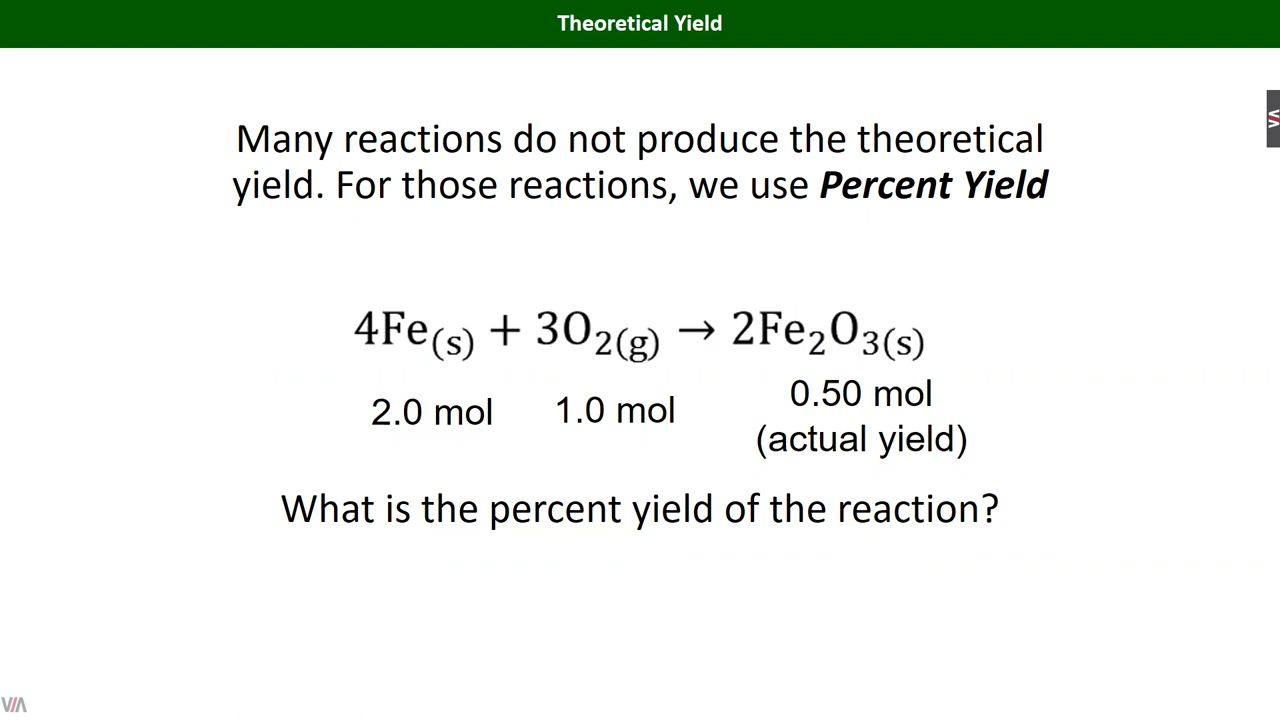 Theoretical Yield
Many reactions do not produce the theoretical
yield. For those reactions, we use Percent Yield
4Fe(s) + 3O2(g) → 2Fe2O3(s)
2.0 mol 1.0 mol 0.50 mol
(actual yield)
What is the percent yield of the reaction?
VIA